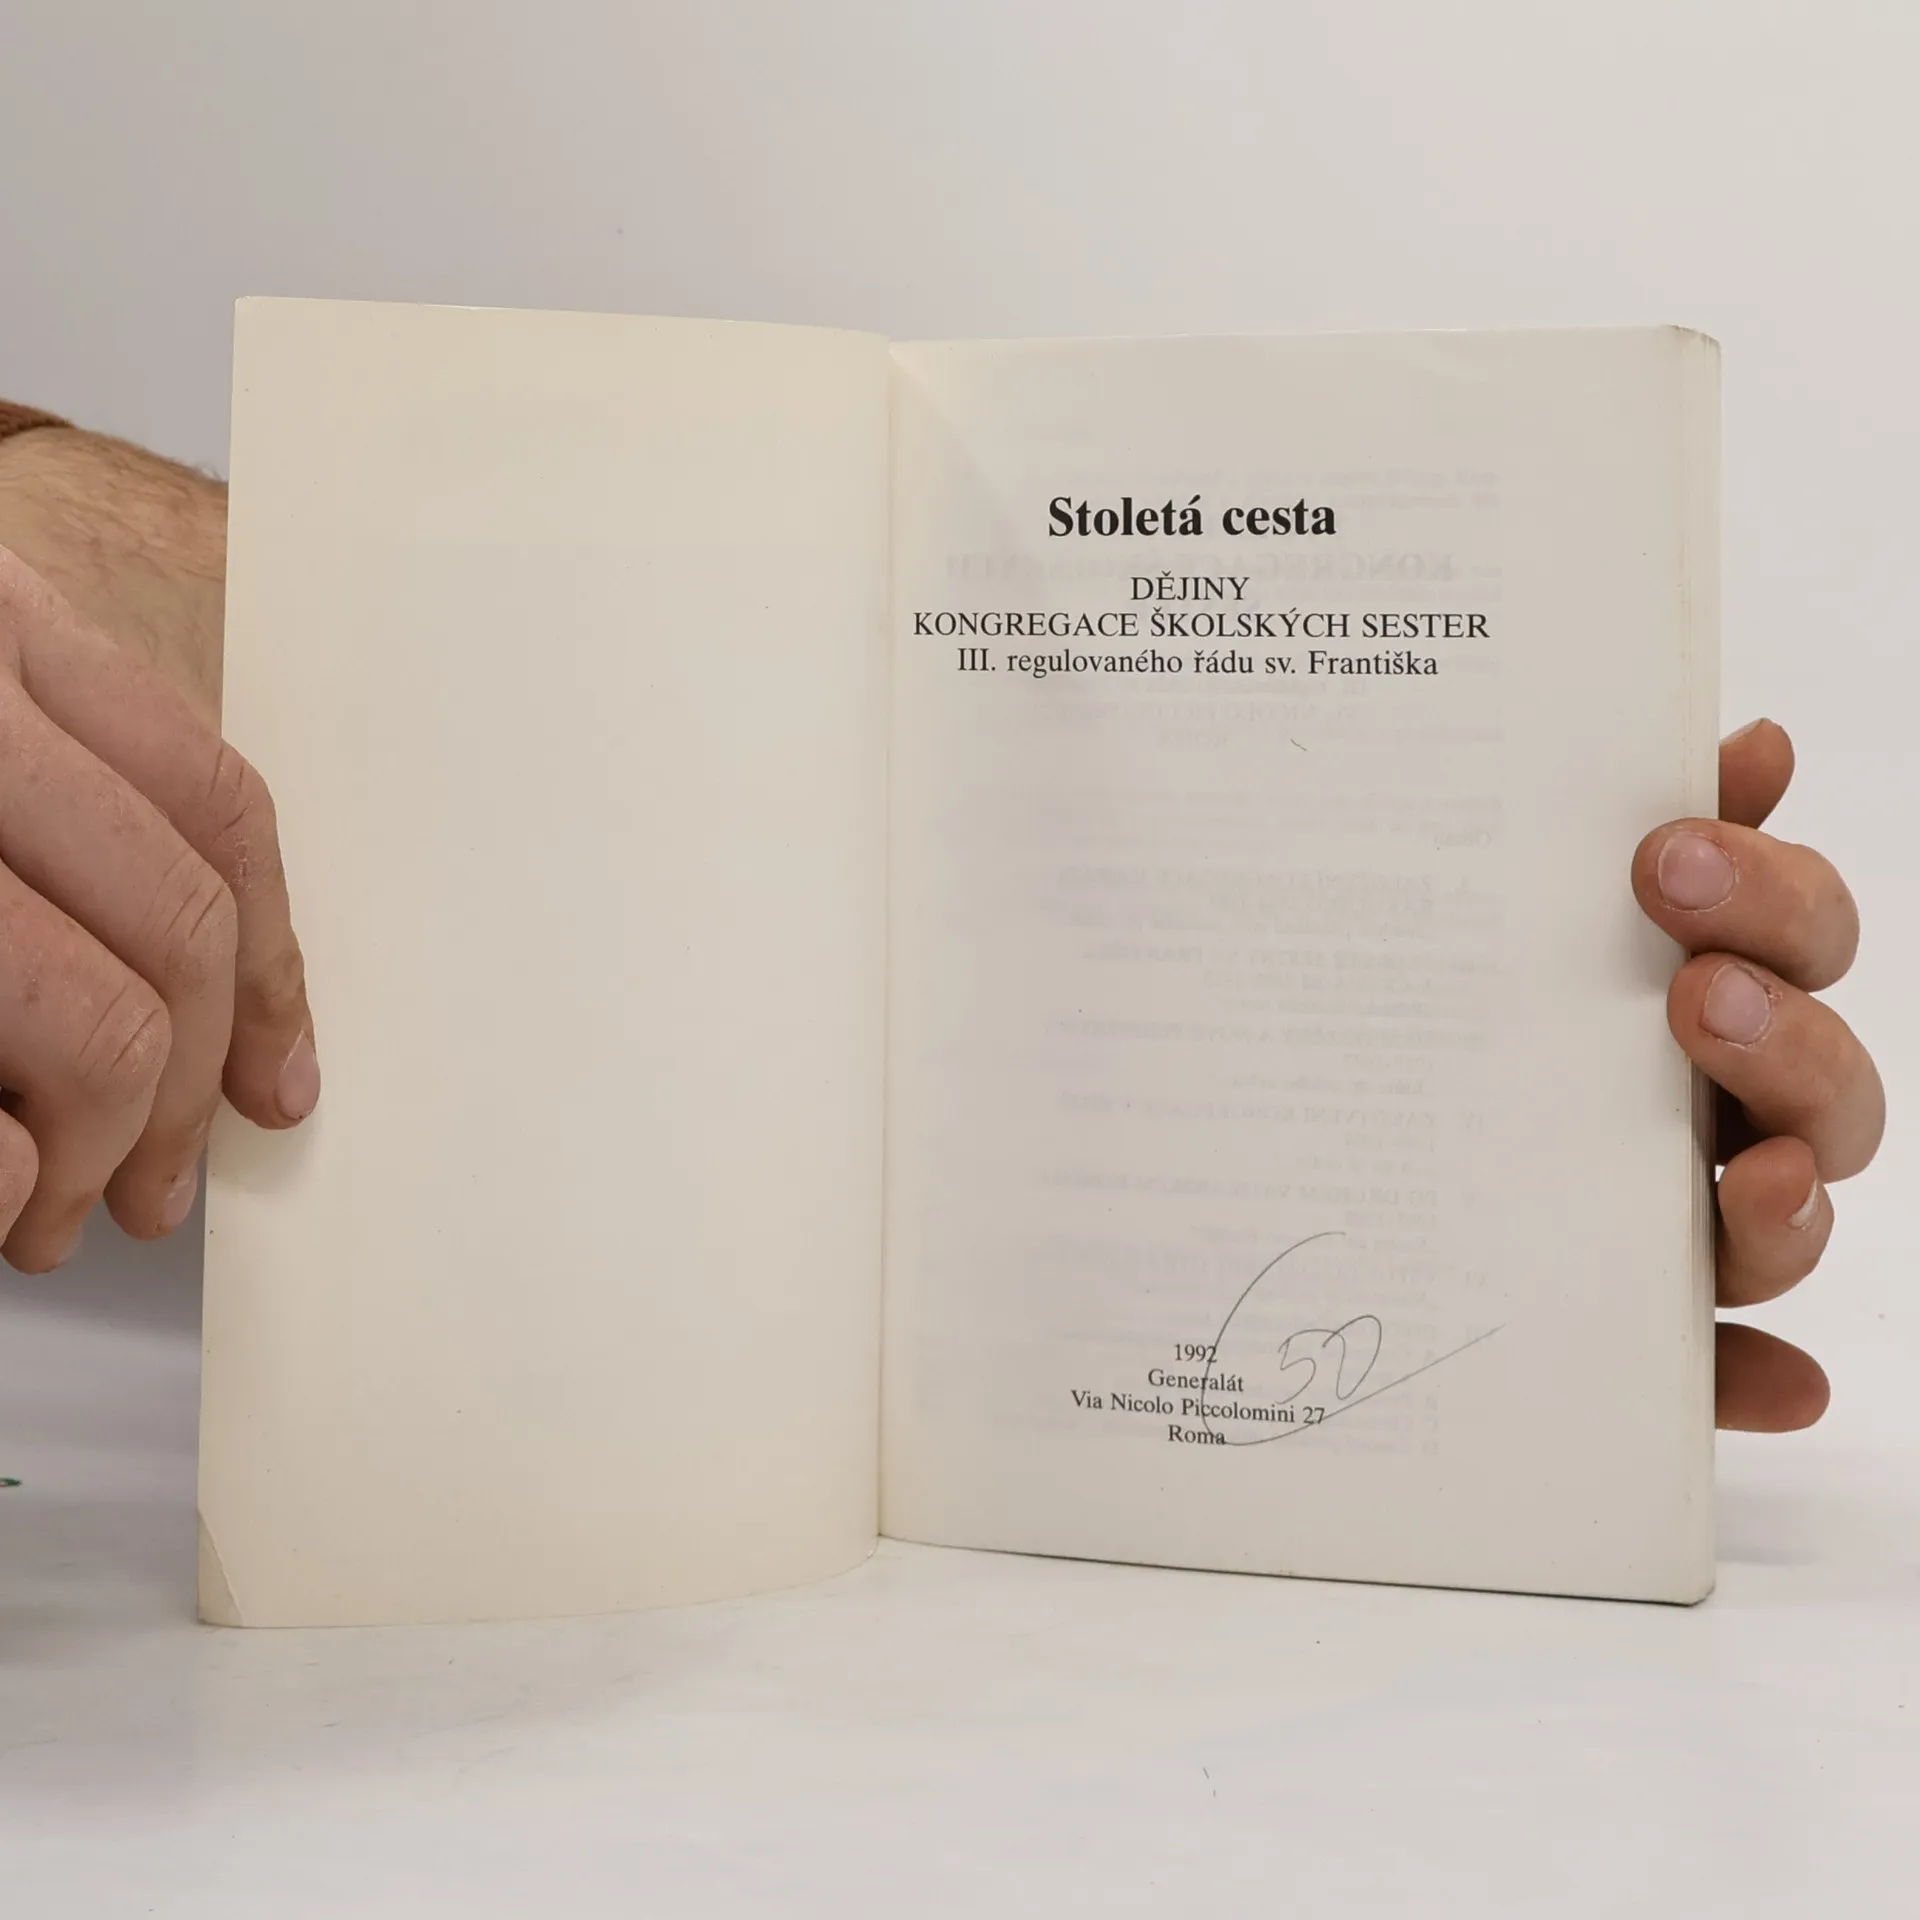 Stoletá cesta
DĚJINY
KONGREGACE ŠKOLSKÝCH SESTER
III. regulovaného řádu sv. Františka
1992
50
Generalát
Via Nicolo Piccolomini 27
Roma